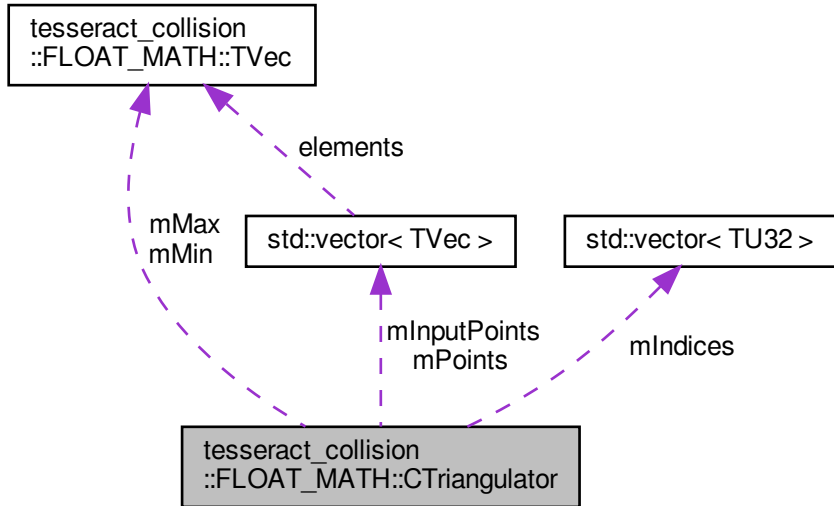 tesseract_collision
::FLOAT_MATH::TVec
elements
mMax
mMin
std::vector< TVec >
std::vector< TU32 >
mInputPoints
mPoints
mIndices
tesseract_collision
::FLOAT_MATH::CTriangulator